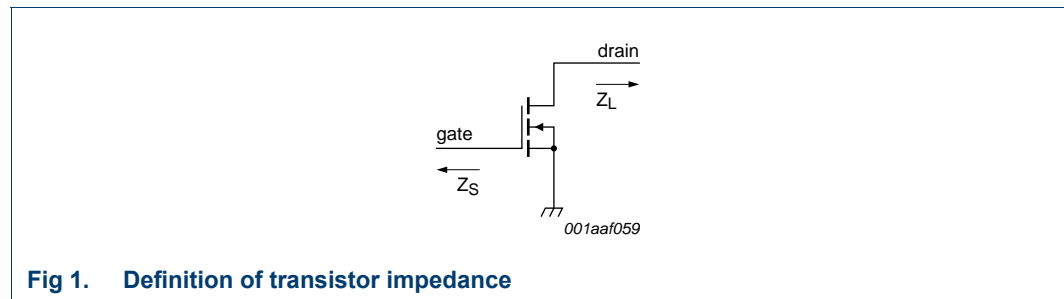 drain
Z_L
gate
Z_S
001aaf059
Fig 1. Definition of transistor impedance